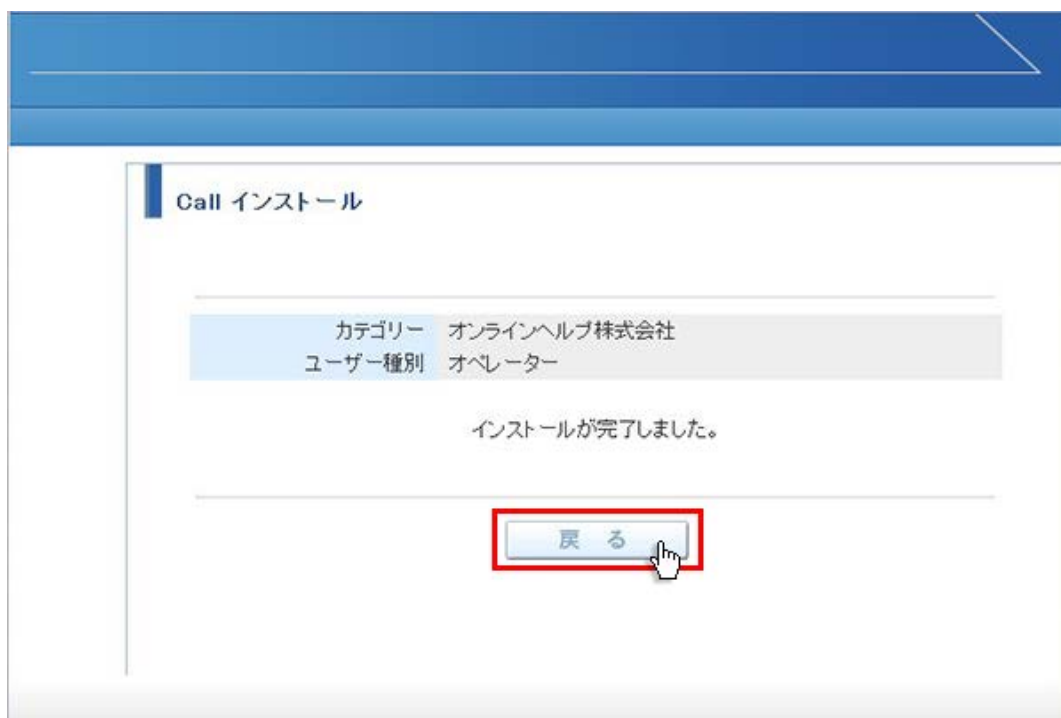 Call インストール
カテゴリー オンラインヘルプ株式会社
ユーザー種別 オペレーター
インストールが完了しました。
戻 る